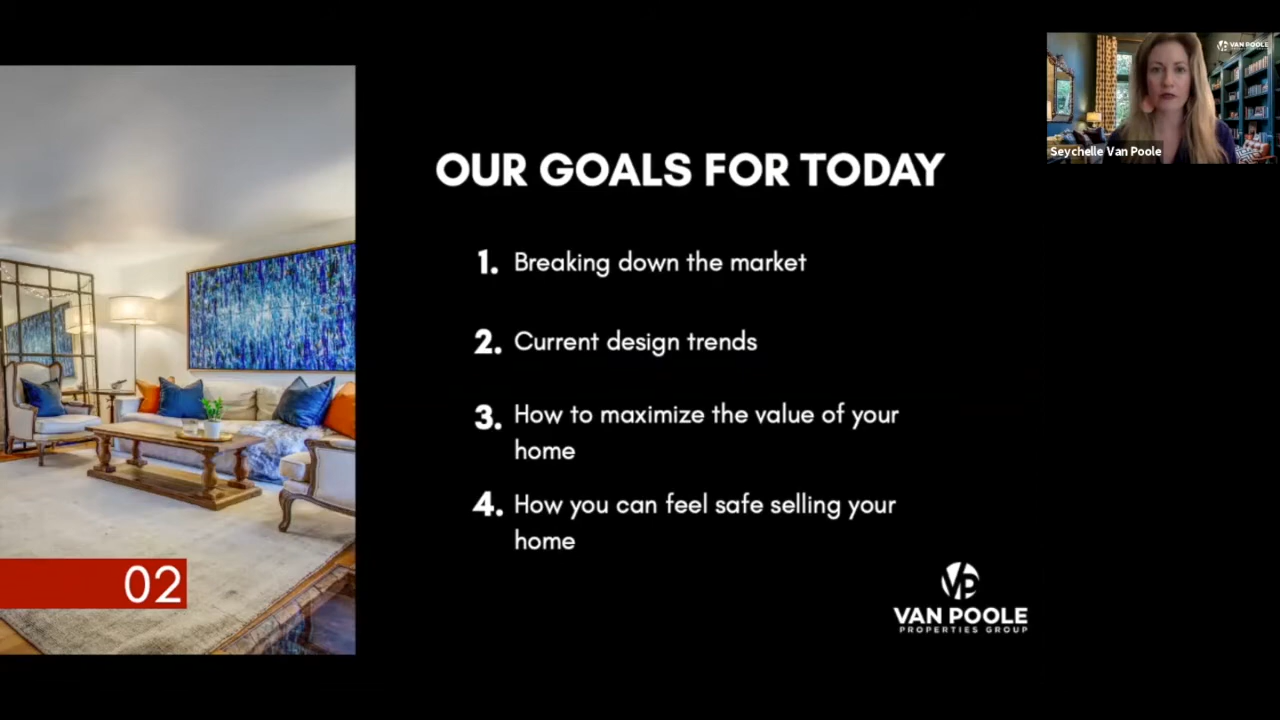 VAN POOLE
Seychelle Van Poole
OUR GOALS FOR TODAY
1. Breaking down the market
2. Current design trends
3. How to maximize the value of your
home
4. How you can feel safe selling your
home
02
VP
VAN POOLE
PROPERTIES GROUP